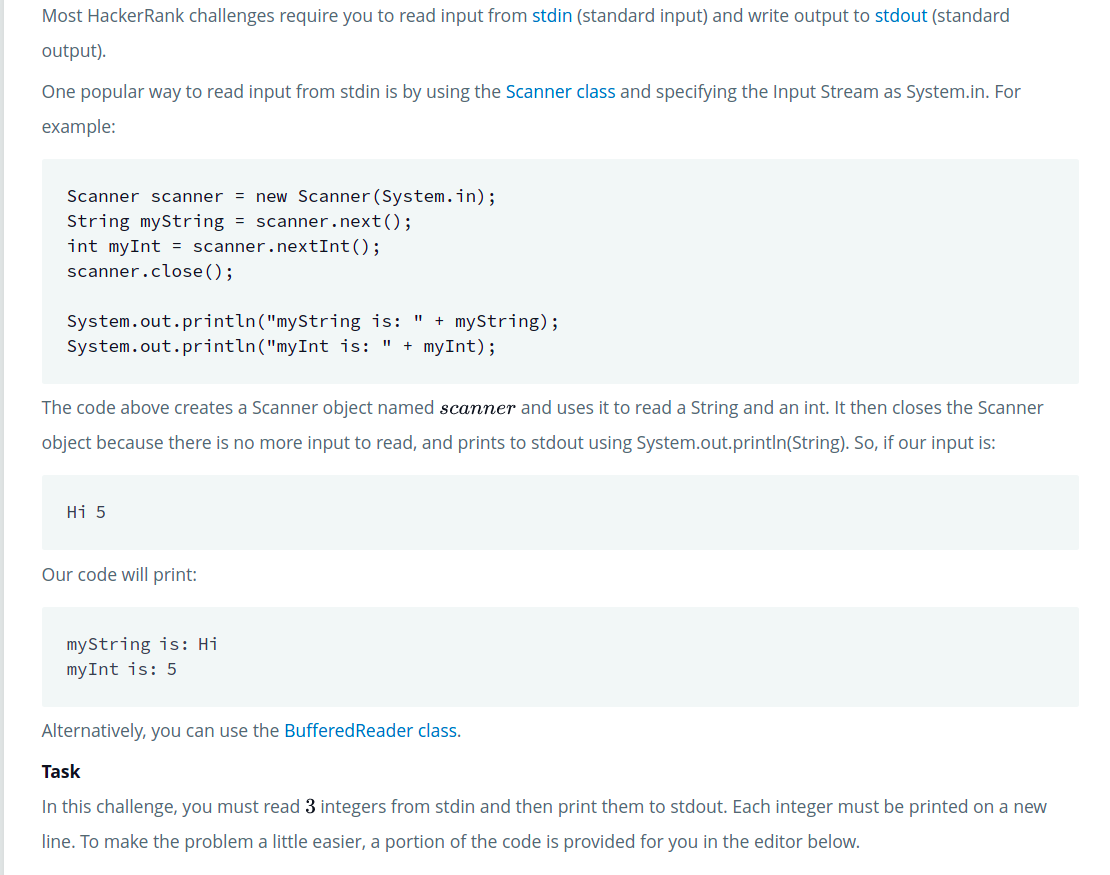 Most HackerRank challenges require you to read input from stdin (standard input) and write output to stdout (standard
output).
One popular way to read input from stdin is by using the Scanner class and specifying the Input Stream as System.in. For
example:
Scanner scanner = new Scanner(System.in);
String myString = scanner.next();
int myInt = scanner.nextInt();
scanner.close();
System.out.println("myString is: " + myString);
System.out.println("myInt is: " + myInt);
The code above creates a Scanner object named scanner and uses it to read a String and an int. It then closes the Scanner
object because there is no more input to read, and prints to stdout using System.out.println(String). So, if our input is:
Hi 5
Our code will print:
myString is: Hi
myInt is: 5
Alternatively, you can use the BufferedReader class.
Task
In this challenge, you must read 3 integers from stdin and then print them to stdout. Each integer must be printed on a new
line. To make the problem a little easier, a portion of the code is provided for you in the editor below.